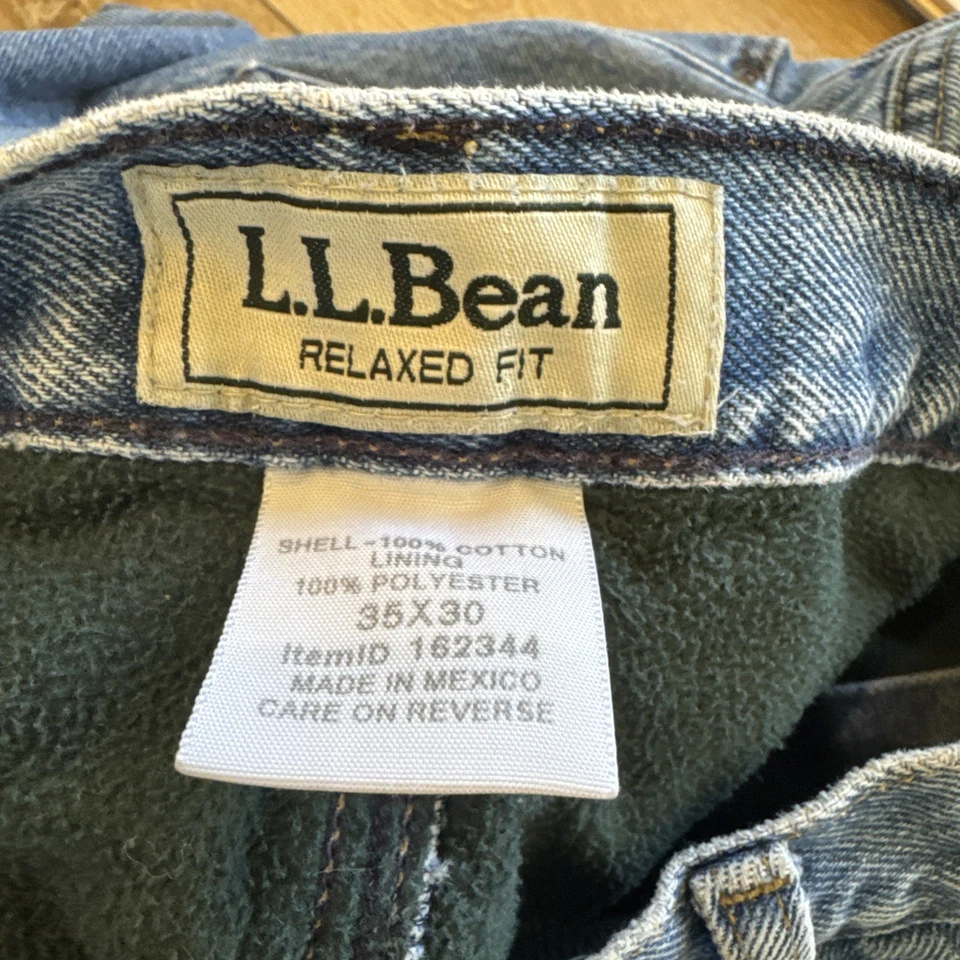 L.L.Bean
RELAXED FIT
SHELL-100% COTTON
LINING
100% POLYESTER
35X30
ItemID 162344
MADE IN MEXICO
CARE ON REVERSE